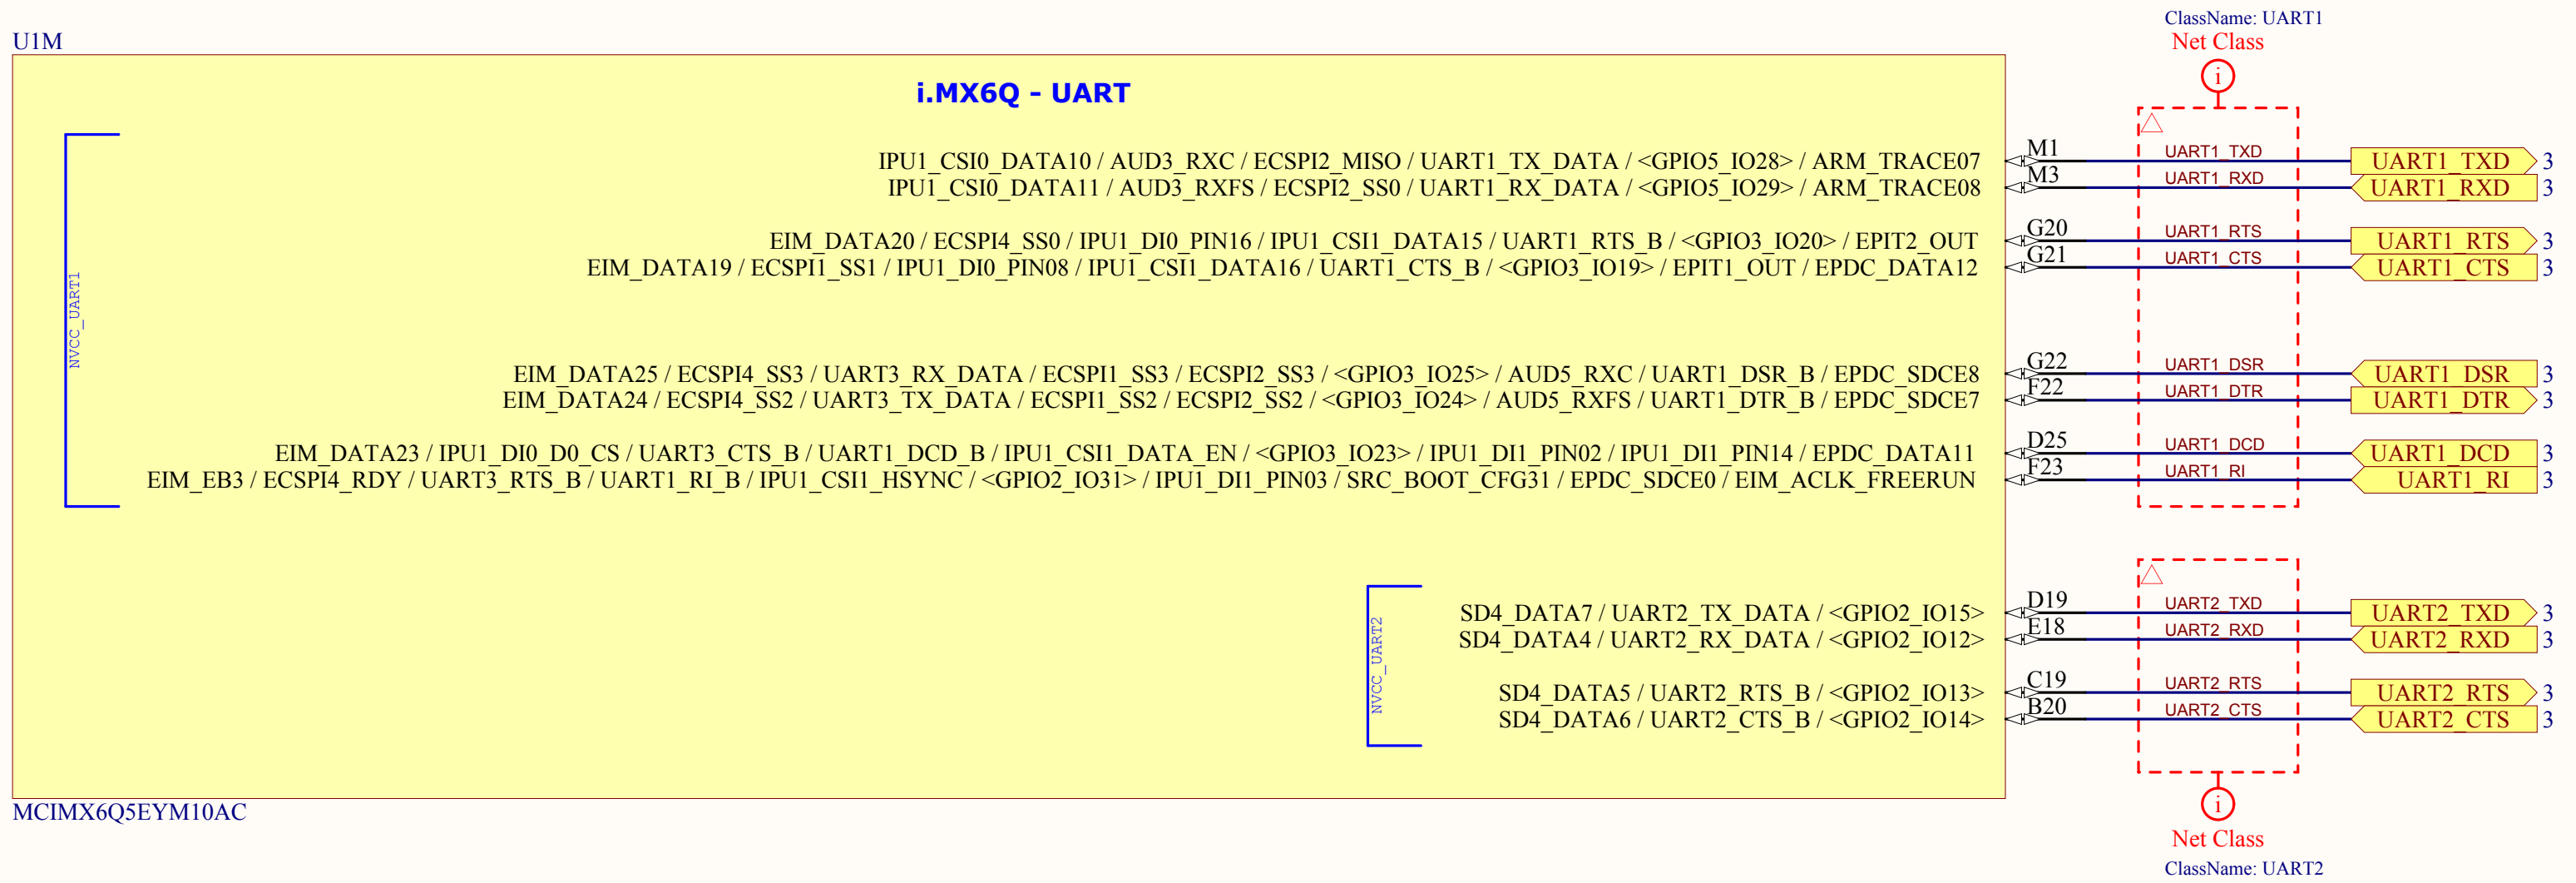 ClassName: UART1
Net Class
i
U1M
i.MX6Q - UART
NVCC_UART1
IPU1_CSI0_DATA10 / AUD3_RXC / ECSPI2_MISO / UART1_TX_DATA / <GPIO5_IO28> / ARM_TRACE07 M1 UART1_TXD UART1_TXD 3
IPU1_CSI0_DATA11 / AUD3_RXFS / ECSPI2_SS0 / UART1_RX_DATA / <GPIO5_IO29> / ARM_TRACE08 M3 UART1_RXD UART1_RXD 3
EIM_DATA20 / ECSPI4_SS0 / IPU1_DI0_PIN16 / IPU1_CSI1_DATA15 / UART1_RTS_B / <GPIO3_IO20> / EPIT2_OUT G20 UART1_RTS UART1_RTS 3
EIM_DATA19 / ECSPI1_SS1 / IPU1_DI0_PIN08 / IPU1_CSI1_DATA16 / UART1_CTS_B / <GPIO3_IO19> / EPIT1_OUT / EPDC_DATA12 G21 UART1_CTS UART1_CTS 3
EIM_DATA25 / ECSPI4_SS3 / UART3_RX_DATA / ECSPI1_SS3 / ECSPI2_SS3 / <GPIO3_IO25> / AUD5_RXC / UART1_DSR_B / EPDC_SDCE8 G22 UART1_DSR UART1_DSR 3
EIM_DATA24 / ECSPI4_SS2 / UART3_TX_DATA / ECSPI1_SS2 / ECSPI2_SS2 / <GPIO3_IO24> / AUD5_RXFS / UART1_DTR_B / EPDC_SDCE7 F22 UART1_DTR UART1_DTR 3
EIM_DATA23 / IPU1_DI0_D0_CS / UART3_CTS_B / UART1_DCD_B / IPU1_CSI1_DATA_EN / <GPIO3_IO23> / IPU1_DI1_PIN02 / IPU1_DI1_PIN14 / EPDC_DATA11 D25 UART1_DCD UART1_DCD 3
EIM_EB3 / ECSPI4_RDY / UART3_RTS_B / UART1_RI_B / IPU1_CSI1_HSYNC / <GPIO2_IO31> / IPU1_DI1_PIN03 / SRC_BOOT_CFG31 / EPDC_SDCE0 / EIM_ACLK_FREERUN F23 UART1_RI UART1_RI 3
NVCC_UART2
SD4_DATA7 / UART2_TX_DATA / <GPIO2_IO15> D19 UART2_TXD UART2_TXD 3
SD4_DATA4 / UART2_RX_DATA / <GPIO2_IO12> E18 UART2_RXD UART2_RXD 3
SD4_DATA5 / UART2_RTS_B / <GPIO2_IO13> C19 UART2_RTS UART2_RTS 3
SD4_DATA6 / UART2_CTS_B / <GPIO2_IO14> B20 UART2_CTS UART2_CTS 3
MCIMX6Q5EYM10AC
i
Net Class
ClassName: UART2